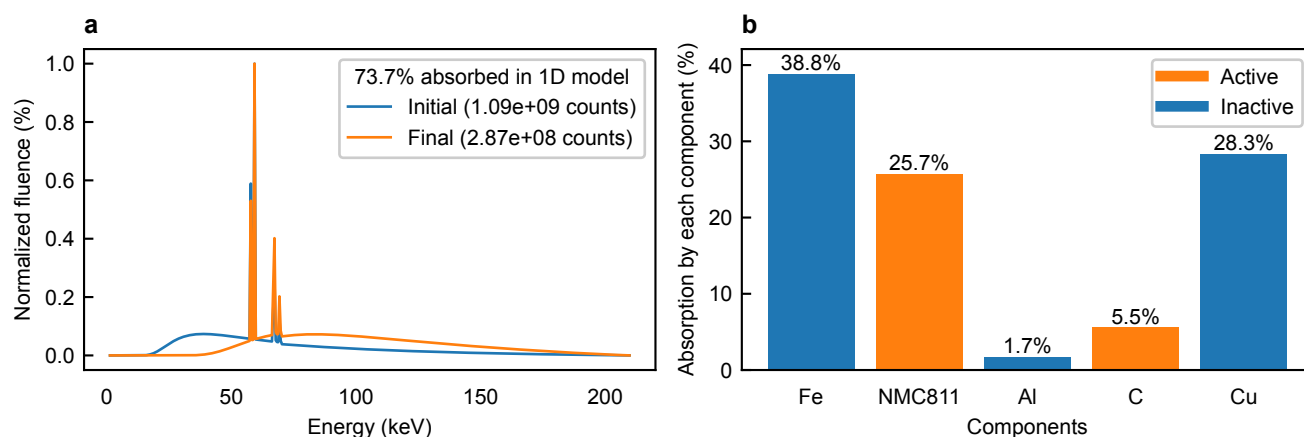 a
Normalized fluence (%)
1.0
0.8
0.6
0.4
0.2
0.0
73.7% absorbed in 1D model
Initial (1.09e+09 counts)
Final (2.87e+08 counts)
0 50 100 150 200
Energy (keV)
b
Absorption by each component (%)
40
30
20
10
0
38.8%
25.7%
1.7%
5.5%
28.3%
Active
Inactive
Fe NMC811 Al C Cu
Components